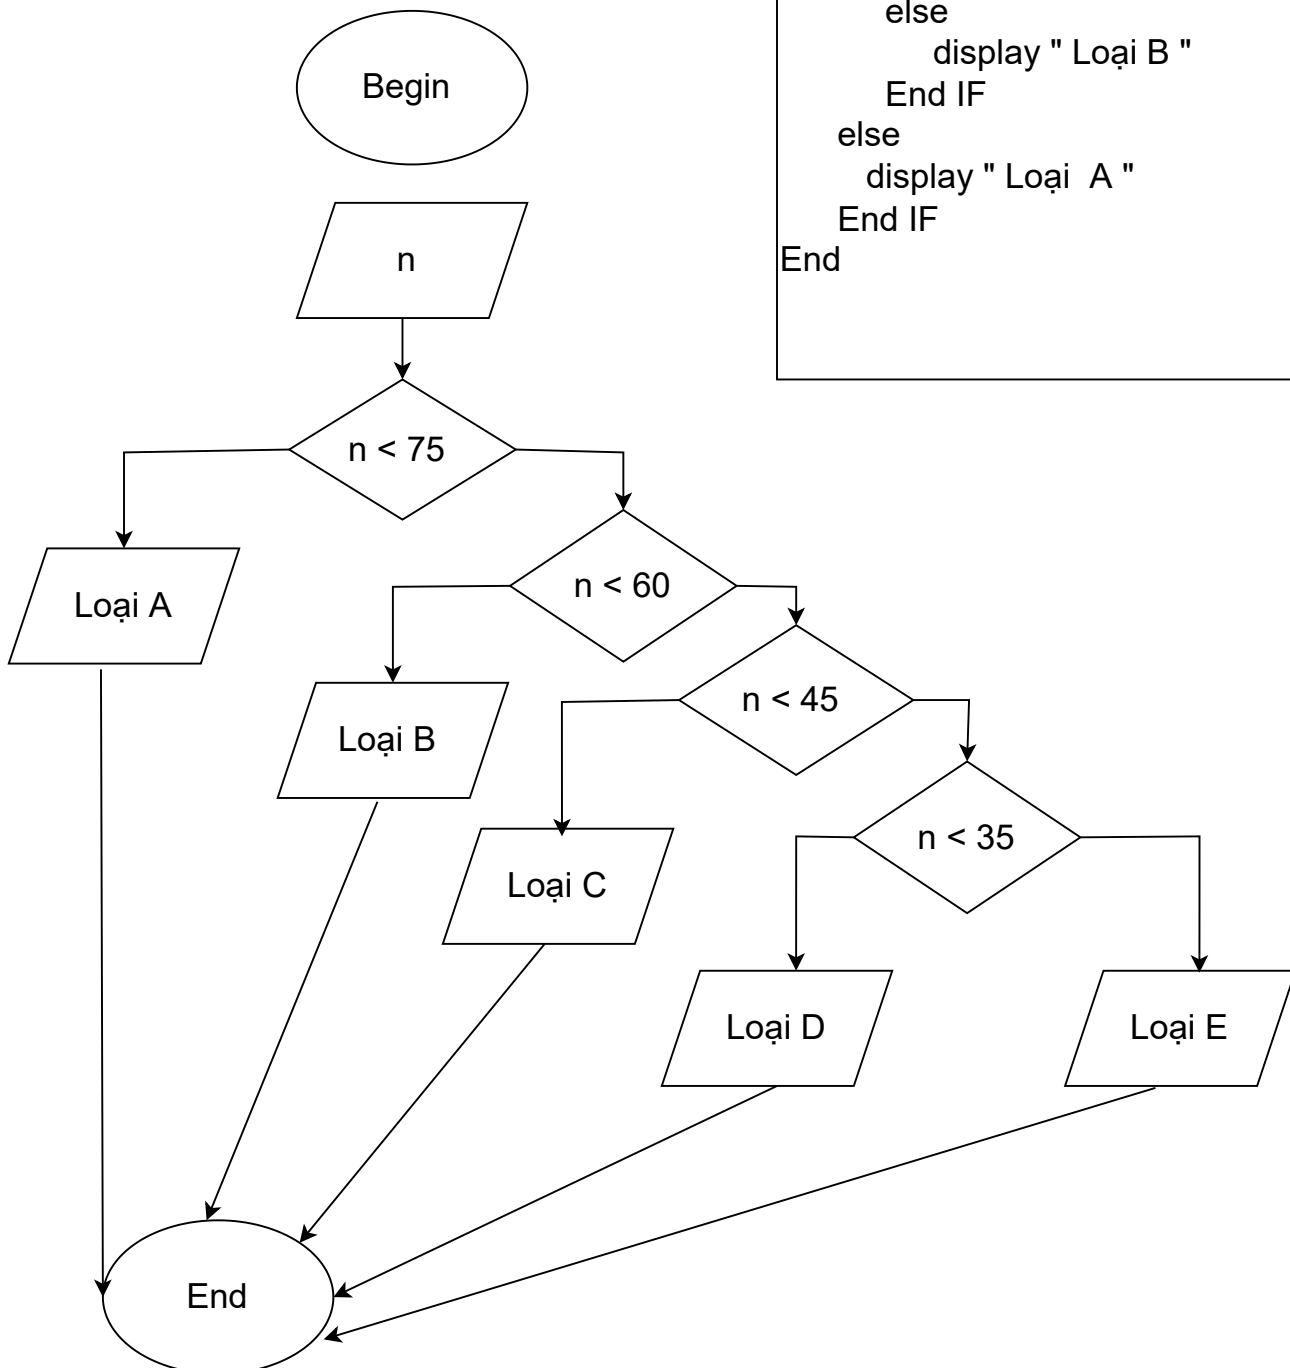 else
display " Loại B "
End IF
else
display " Loại  A "
End IF
End
Begin
n
n < 75
Loại A
n < 60
Loại B
n < 45
Loại C
n < 35
Loại D
Loại E
End